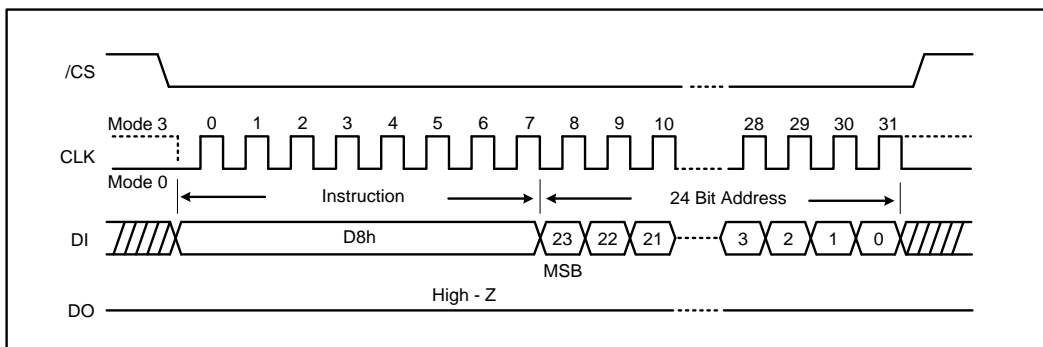 /CS
Mode 3 0 1 2 3 4 5 6 7 8 9 10 28 29 30 31
CLK
Mode 0 Instruction 24 Bit Address
DI D8h 23 22 21 3 2 1 0
MSB
High - Z
DO